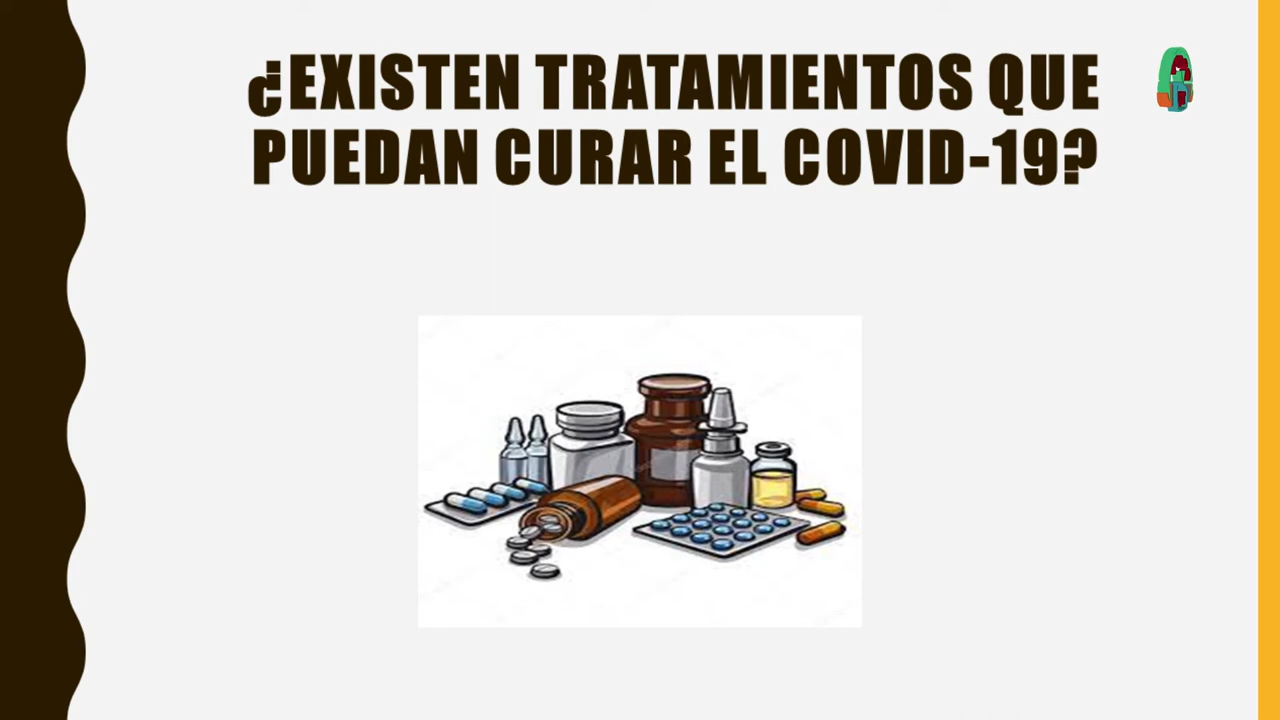 ¿EXISTEN TRATAMIENTOS QUE
PUEDAN CURAR EL COVID-19?